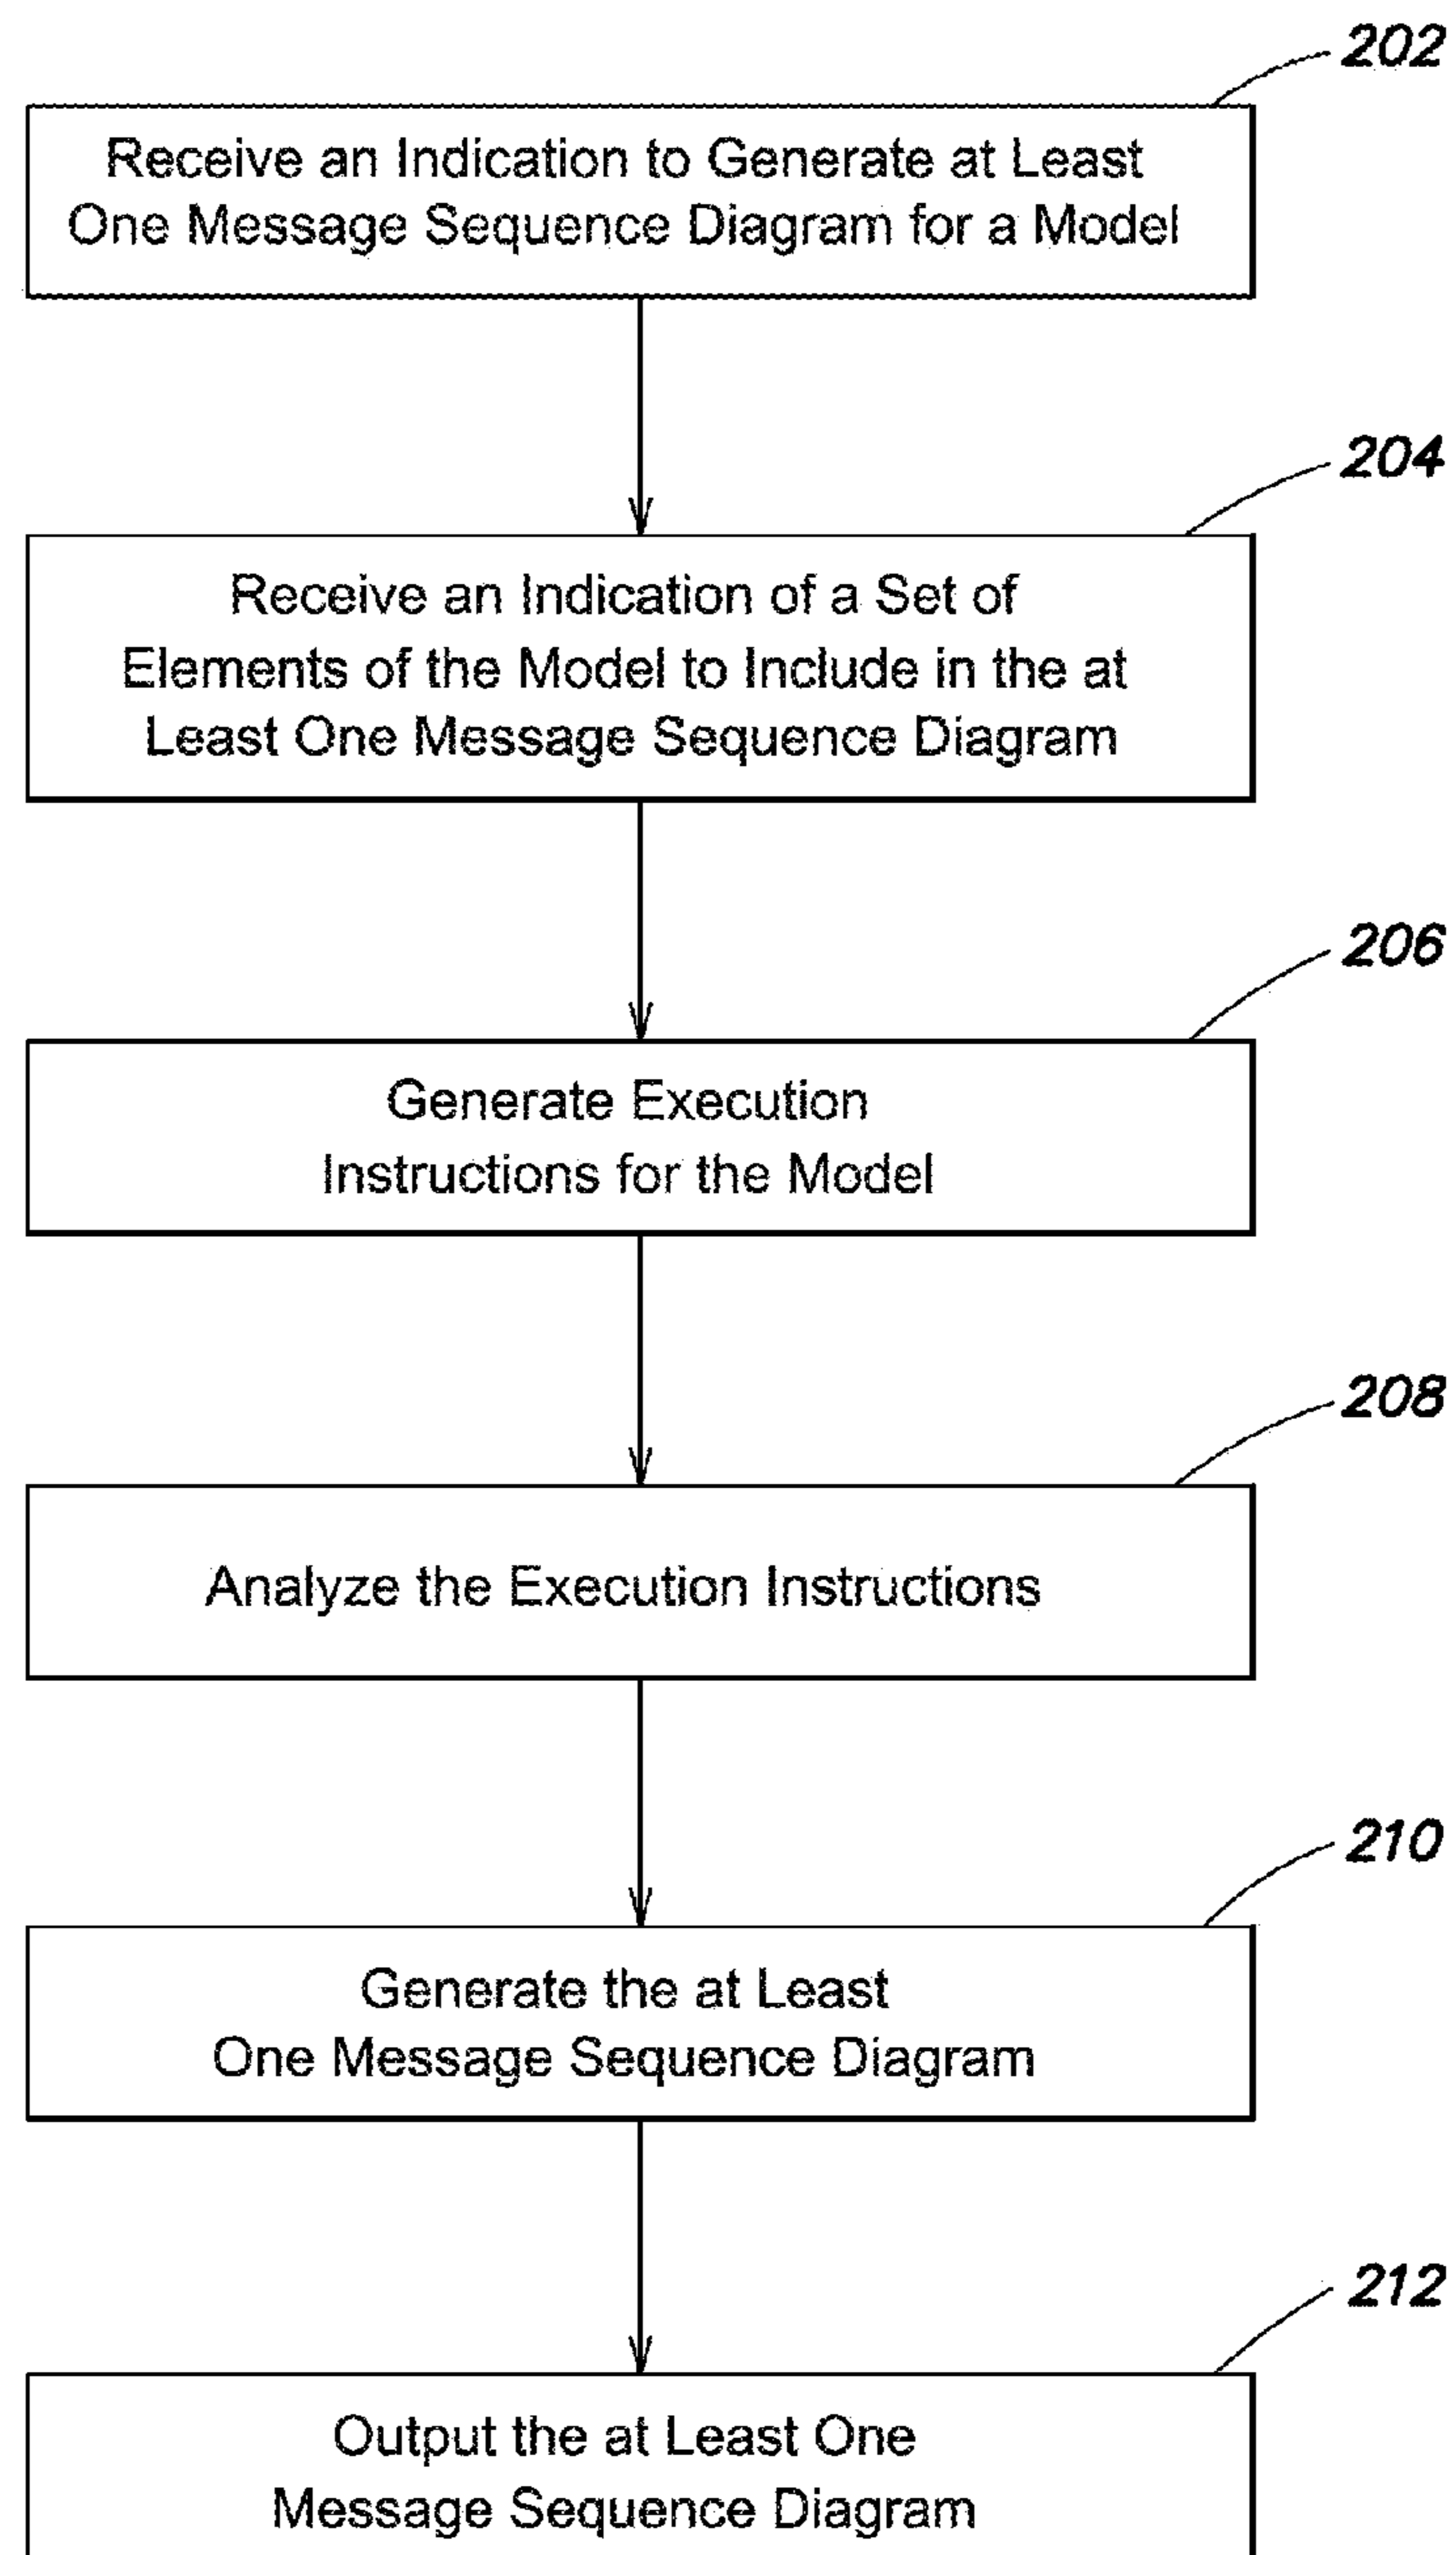 202
Receive an Indication to Generate at Least
One Message Sequence Diagram for a Model
204
Receive an Indication of a Set of
Elements of the Model to Include in the at
Least One Message Sequence Diagram
206
Generate Execution
Instructions for the Model
208
Analyze the Execution Instructions
210
Generate the at Least
One Message Sequence Diagram
212
Output the at Least One
Message Sequence Diagram